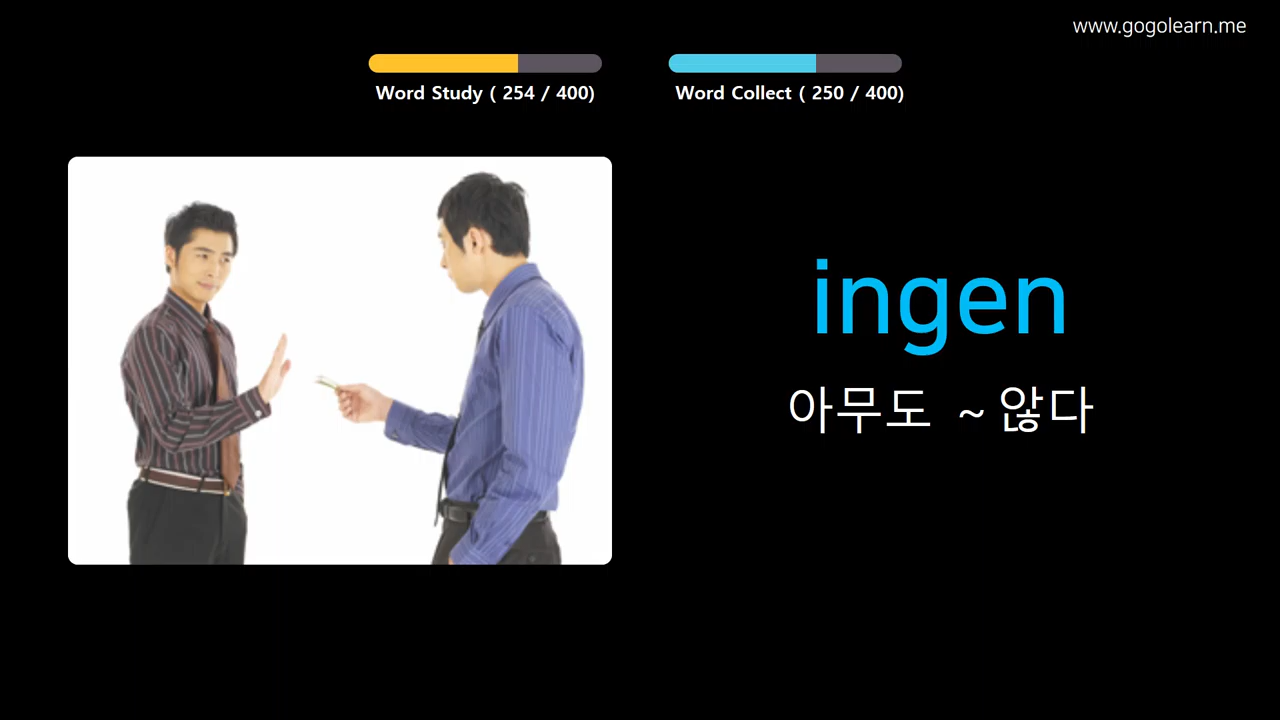 www.gogolearn.me
Word Study ( 254 / 400)
Word Collect ( 250 / 400)
ingen
아무도 ~ 않다